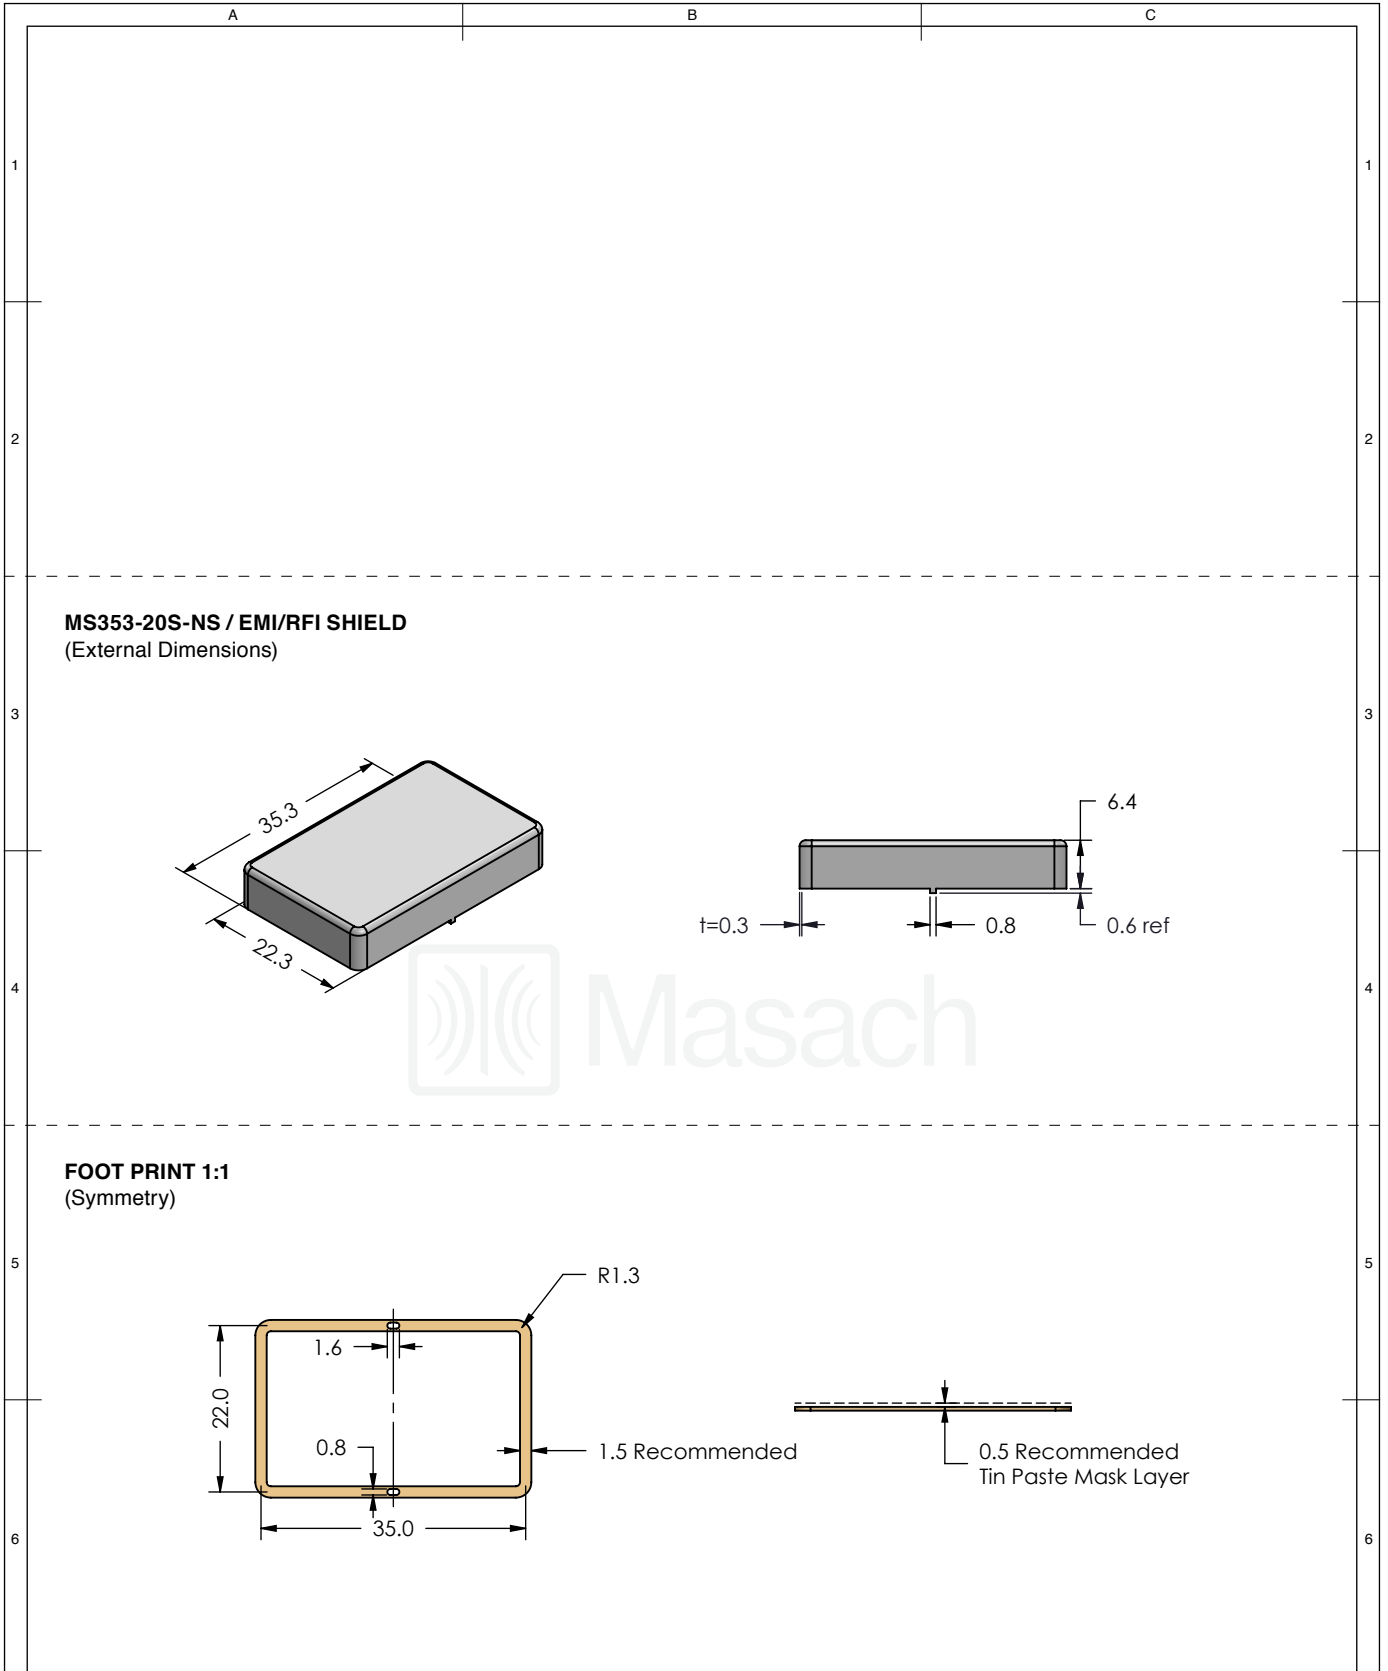 A
B
C
1
1
2
2
MS353-20S-NS / EMI/RFI SHIELD
(External Dimensions)
3
3
35.3
22.3
6.4
t=0.3
0.8
0.6 ref
4
4
Masach
FOOT PRINT 1:1
(Symmetry)
5
5
R1.3
1.6
22.0
0.8
1.5 Recommended
0.5 Recommended
Tin Paste Mask Layer
35.0
6
6